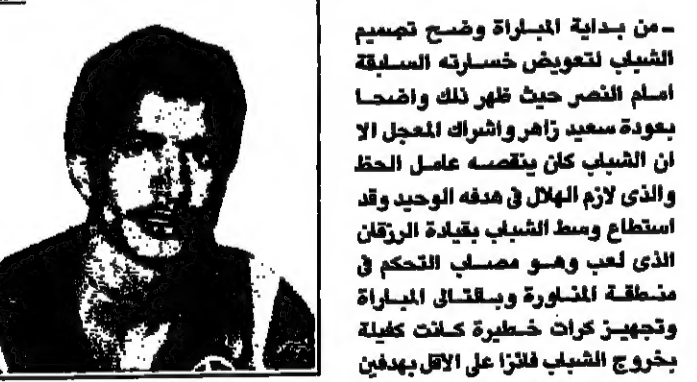 ـ من بداية المباراة وضح تصميم
الشباب لتعويض خسارته السابقة
امام النصر حيث ظهر ذلك واضحا
بعودة سعيد زاهر واشراك المعجل الا
ان الشباب كان ينقصه عامل الحظ
والذى لازم الهلال في هدفه الوحيد وقد
استطاع وسط الشباب بقيادة الرزقان
الذى لعب وهو مصاب التحكم في
منطقة المناورة وبالتالى المباراة
وتجهيز كرات خطيرة كانت كفيلة
بخروج الشباب فائزا على الاقل بهدفين